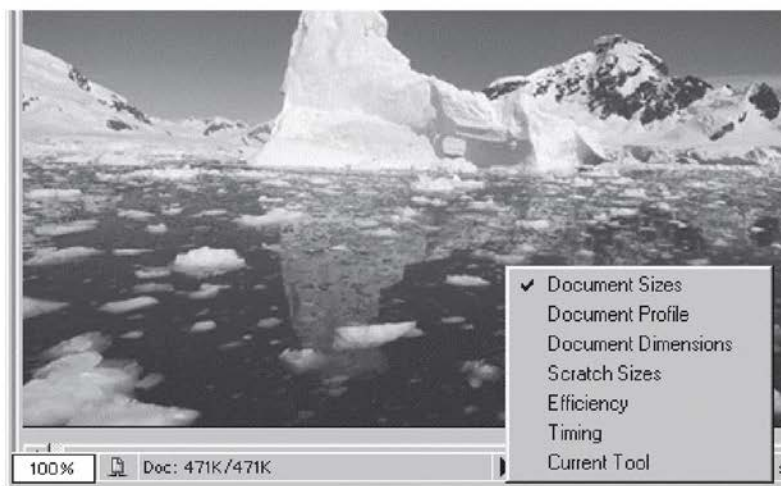 Document Sizes
Document Profile
Document Dimensions
Scratch Sizes
Efficiency
Timing
Current Tool
100% Doc: 471K/471K